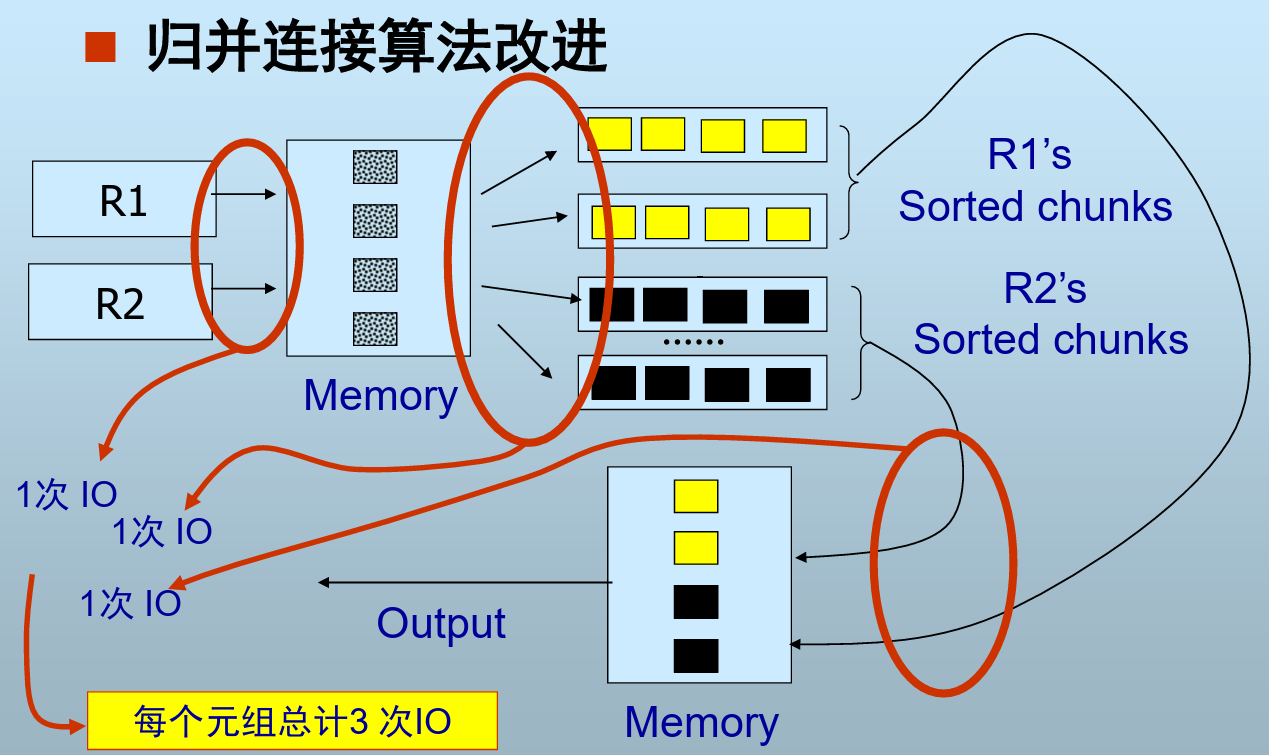 归并连接算法改进
R1
R2
Memory
R1’s
Sorted chunks
R2’s
Sorted chunks
……
1次 IO
1次 IO
1次 IO
Output
Memory
每个元组总计3 次IO